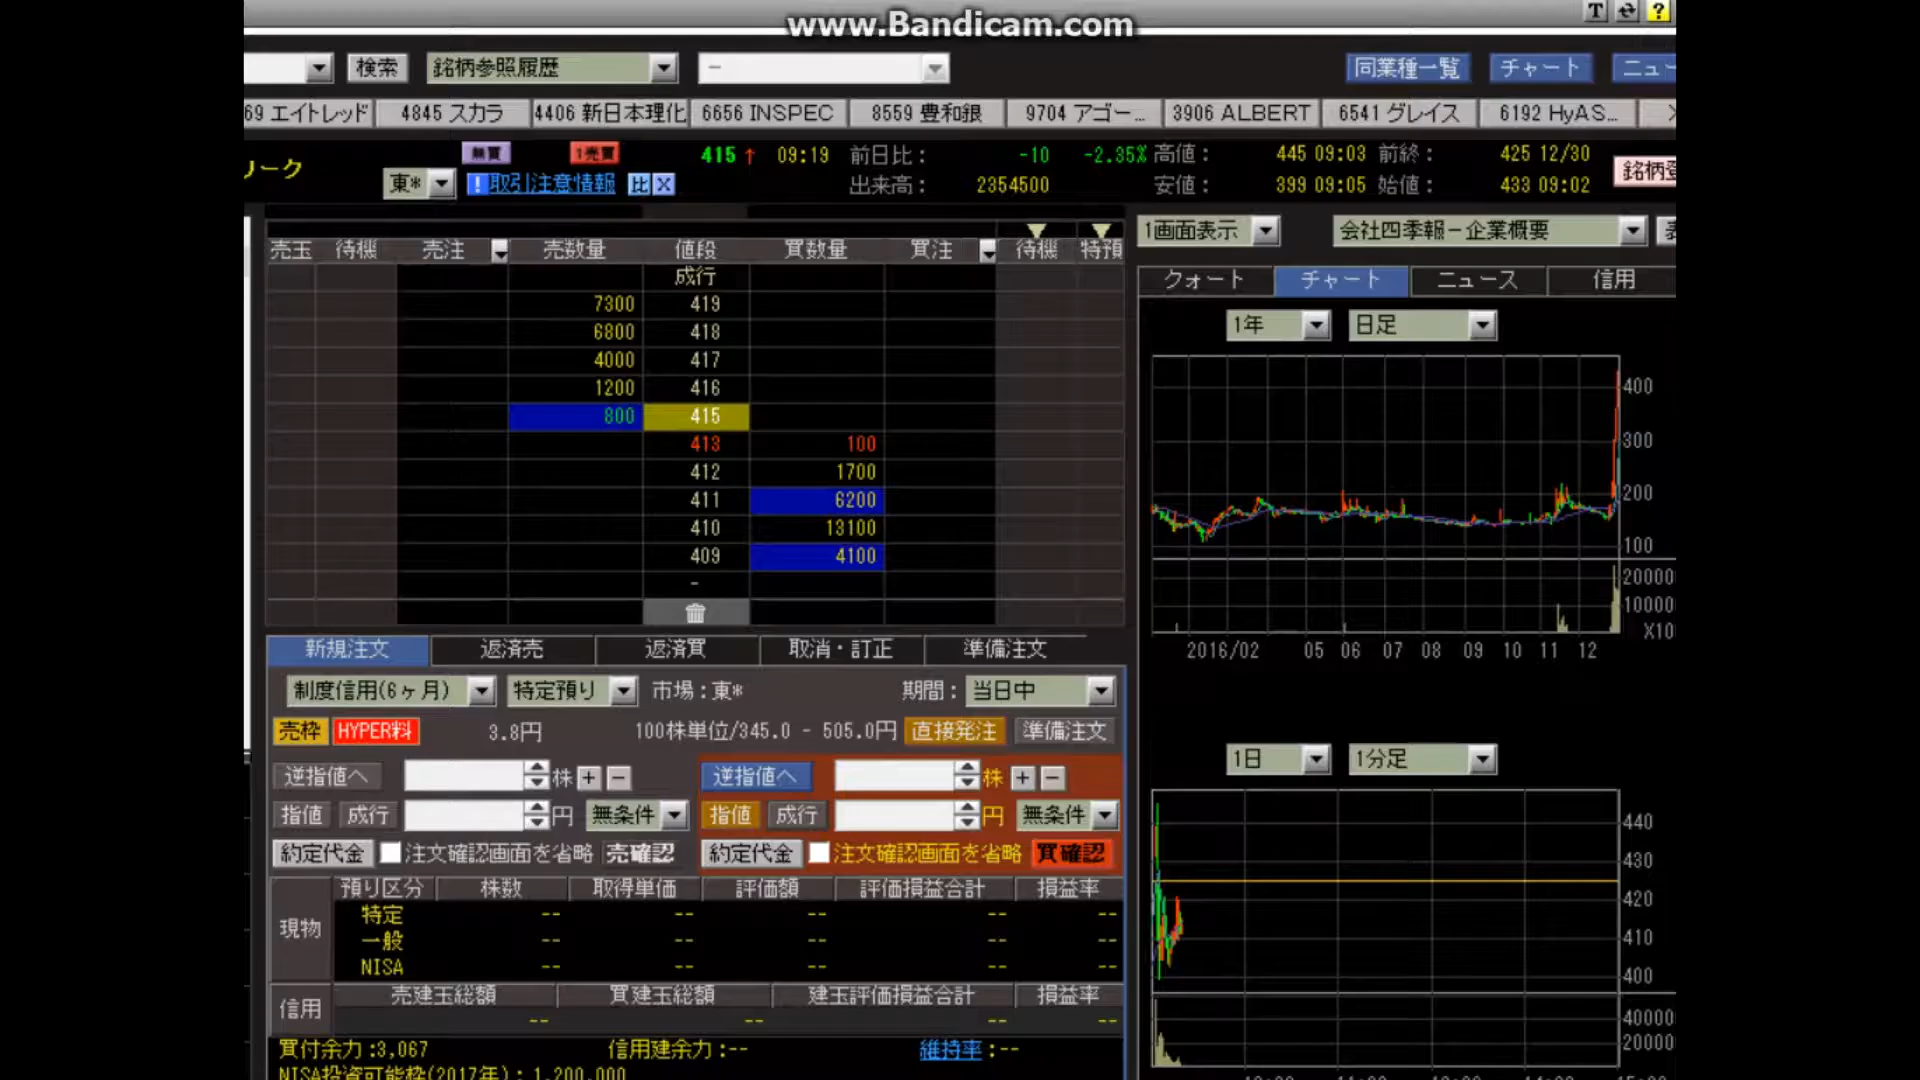 www.Bandicam.com
T ?
検索 銘柄参照履歴 - 同業種一覧 チャート ニュー
69 エイトレッド 4845 スカラ 4406 新日本理化 6656 INSPEC 8559 豊和銀 9704 アゴー... 3906 ALBERT 6541 グレイス 6192 HyAS...
リーク 無買 1売買 415 ↑ 09:19 前日比： -10 -2.35% 高値： 445 09:03 前終： 425 12/30
東* !取引注意情報 比 出来高： 2354500 安値： 399 09:05 始値： 433 09:02 銘柄登
1画面表示 会社四季報－企業概要 表
売玉 待機 売注 売数量 値段 買数量 買注 待機 特預
成行
7300 419
6800 418
4000 417
1200 416
800 415
413 100
412 1700
411 6200
410 13100
409 4100
-
クォート チャート ニュース 信用
1年 日足
400
300
200
100
20000
10000
X10
2016/02 05 06 07 08 09 10 11 12
新規注文 返済売 返済買 取消・訂正 準備注文
制度信用(6ヶ月) 特定預り 市場：東* 期間： 当日中
売枠 HYPER料 3.8円 100株単位/345.0 - 505.0円 直接発注 準備注文
逆指値へ 株 + - 逆指値へ 株 + -
指値 成行 円 無条件 指値 成行 円 無条件
約定代金 注文確認画面を省略 売確認 約定代金 注文確認画面を省略 買確認
預り区分 株数 取得単価 評価額 評価損益合計 損益率
現物
特定 -- -- -- -- --
一般 -- -- -- -- --
NISA -- -- -- -- --
信用 売建玉総額 買建玉総額 建玉評価損益合計 損益率
-- -- -- --
買付余力：3,067 信用建余力：-- 維持率：--
NISA投資可能枠(2017年)：1,200,000
1日 1分足
440
430
420
410
400
40000
20000